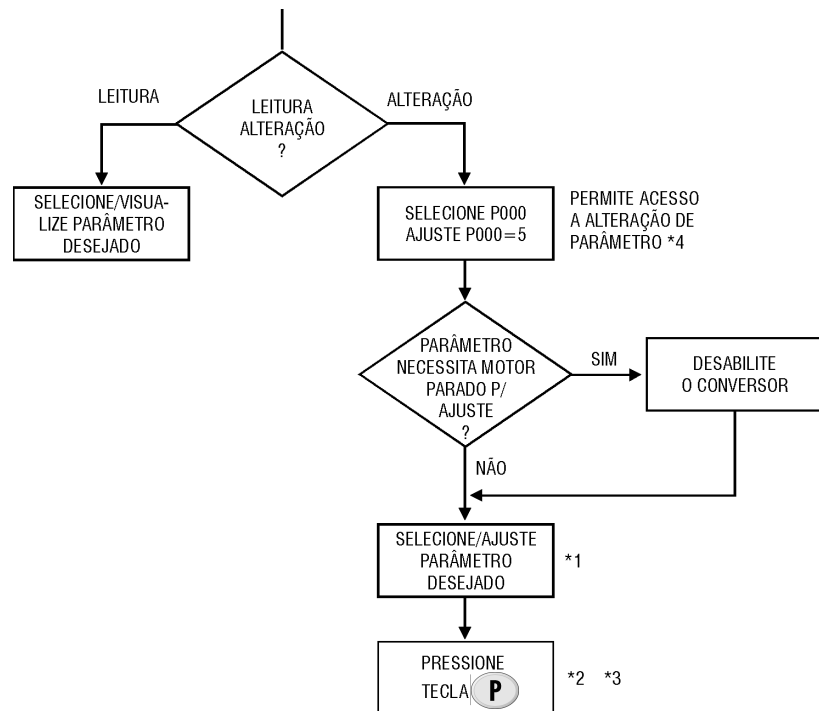 LEITURA
LEITURA
ALTERAÇÃO
?
ALTERAÇÃO
SELECIONE/VISUA-
LIZE PARÂMETRO
DESEJADO
SELECIONE P000
AJUSTE P000=5
PERMITE ACESSO
A ALTERAÇÃO DE
PARÂMETRO *4
PARÂMETRO
NECESSITA MOTOR
PARADO P/
AJUSTE
?
SIM
DESABILITE
O CONVERSOR
NÃO
SELECIONE/AJUSTE
PARÂMETRO
DESEJADO
*1
PRESSIONE
TECLA P
*2 *3